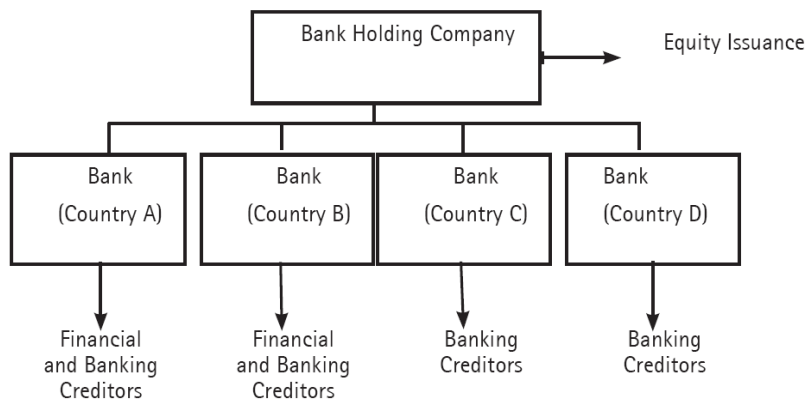 Bank Holding Company
Equity Issuance
Bank
(Country A)
Bank
(Country B)
Bank
(Country C)
Bank
(Country D)
Financial
and Banking
Creditors
Financial
and Banking
Creditors
Banking
Creditors
Banking
Creditors